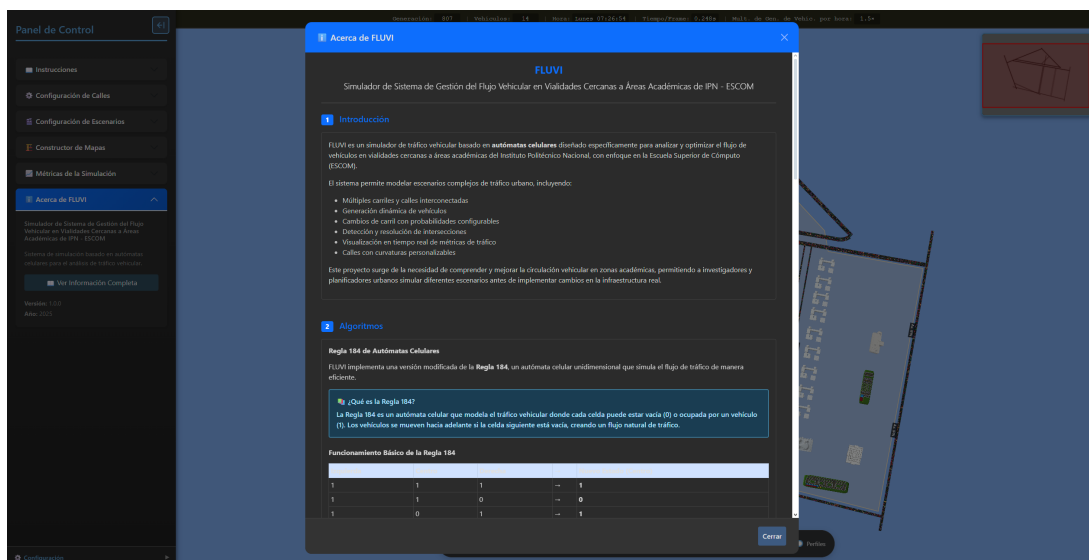 Generación: 007 | Vehículos: 14 | Hora: Lunes 07:26:54 | Tiempo/Frame: 0.240s | Mult. de Gen. de Vehic. por hora: 1.5×
Panel de Control
Instrucciones
Configuración de Calles
Configuración de Escenarios
Constructor de Mapas
Métricas de la Simulación
Acerca de FLUVI
Simulador de Sistema de Gestión del Flujo
Vehicular en Vialidades Cercanas a Áreas
Académicas de IPN - ESCOM
Sistema de simulación basado en autómatas
celulares para el análisis de tráfico vehicular.
Ver Información Completa
Versión: 1.0.0
Año: 2025
Configuración
Acerca de FLUVI
FLUVI
Simulador de Sistema de Gestión del Flujo Vehicular en Vialidades Cercanas a Áreas Académicas de IPN - ESCOM
1 Introducción
FLUVI es un simulador de tráfico vehicular basado en autómatas celulares diseñado específicamente para analizar y optimizar el flujo de
vehículos en vialidades cercanas a áreas académicas del Instituto Politécnico Nacional, con enfoque en la Escuela Superior de Cómputo
(ESCOM).
El sistema permite modelar escenarios complejos de tráfico urbano, incluyendo:
• Múltiples carriles y calles interconectadas
• Generación dinámica de vehículos
• Cambios de carril con probabilidades configurables
• Detección y resolución de intersecciones
• Visualización en tiempo real de métricas de tráfico
• Calles con curvaturas personalizables
Este proyecto surge de la necesidad de comprender y mejorar la circulación vehicular en zonas académicas, permitiendo a investigadores y
planificadores urbanos simular diferentes escenarios antes de implementar cambios en la infraestructura real.
2 Algoritmos
Regla 184 de Autómatas Celulares
FLUVI implementa una versión modificada de la Regla 184, un autómata celular unidimensional que simula el flujo de tráfico de manera
eficiente.
¿Qué es la Regla 184?
La Regla 184 es un autómata celular que modela el tráfico vehicular donde cada celda puede estar vacía (0) o ocupada por un vehículo
(1). Los vehículos se mueven hacia adelante si la celda siguiente está vacía, creando un flujo natural de tráfico.
Funcionamiento Básico de la Regla 184
1 1 1 → 1
1 1 0 → 0
1 0 1 → 1
Cerrar
Perfiles